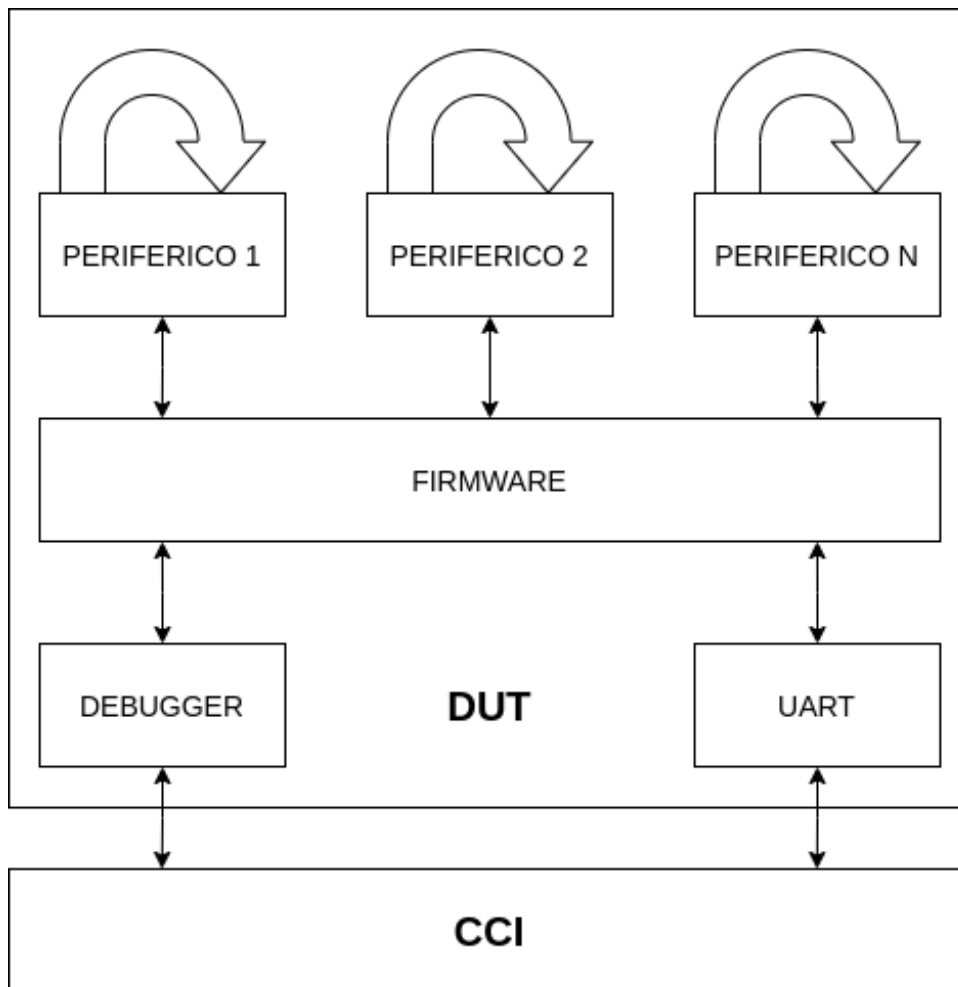 PERIFERICO 1
PERIFERICO 2
PERIFERICO N
FIRMWARE
DEBUGGER
DUT
UART
CCI